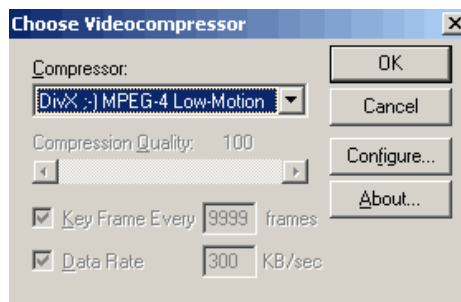 Choose Videocompressor
Compressor:
DivX ;-) MPEG-4 Low-Motion
Compression Quality: 100
Key Frame Every 9999 frames
Data Rate 300 KB/sec
OK
Cancel
Configure...
About...